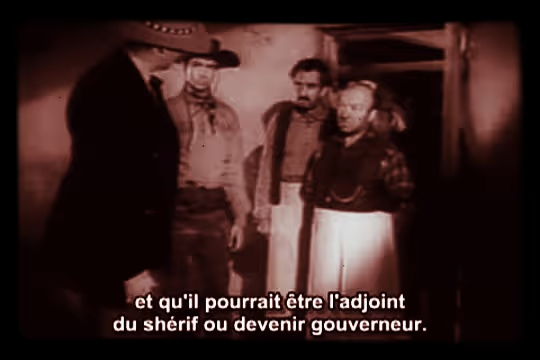 et qu'il pourrait être l'adjoint
du shérif ou devenir gouverneur.